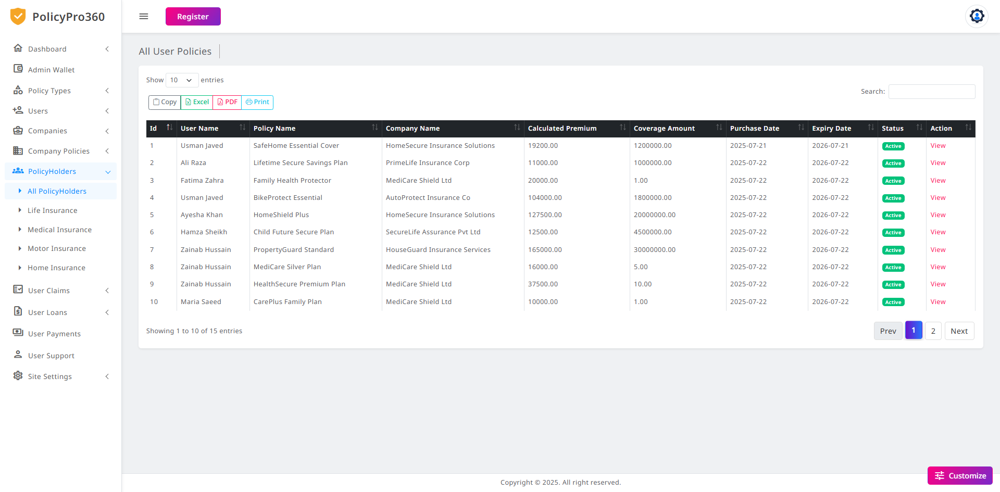 PolicyPro360
Register
Dashboard
Admin Wallet
Policy Types
Users
Companies
Company Policies
PolicyHolders
All PolicyHolders
Life Insurance
Medical Insurance
Motor Insurance
Home Insurance
User Claims
User Loans
User Payments
User Support
Site Settings
All User Policies
Show 10 entries
Search:
Copy Excel PDF Print
Id User Name Policy Name Company Name Calculated Premium Coverage Amount Purchase Date Expiry Date Status Action
1 Usman Javed SafeHome Essential Cover HomeSecure Insurance Solutions 19200.00 1200000.00 2025-07-21 2026-07-21 Active View
2 Ali Raza Lifetime Secure Savings Plan PrimeLife Insurance Corp 11000.00 1000000.00 2025-07-22 2026-07-22 Active View
3 Fatima Zahra Family Health Protector MediCare Shield Ltd 20000.00 1.00 2025-07-22 2026-07-22 Active View
4 Usman Javed BikeProtect Essential AutoProtect Insurance Co 104000.00 1800000.00 2025-07-22 2026-07-22 Active View
5 Ayesha Khan HomeShield Plus HomeSecure Insurance Solutions 127500.00 20000000.00 2025-07-22 2026-07-22 Active View
6 Hamza Sheikh Child Future Secure Plan SecureLife Assurance Pvt Ltd 12500.00 4500000.00 2025-07-22 2026-07-22 Active View
7 Zainab Hussain PropertyGuard Standard HouseGuard Insurance Services 165000.00 30000000.00 2025-07-22 2026-07-22 Active View
8 Zainab Hussain MediCare Silver Plan MediCare Shield Ltd 16000.00 5.00 2025-07-22 2026-07-22 Active View
9 Zainab Hussain HealthSecure Premium Plan MediCare Shield Ltd 37500.00 10.00 2025-07-22 2026-07-22 Active View
10 Maria Saeed CarePlus Family Plan MediCare Shield Ltd 10000.00 1.00 2025-07-22 2026-07-22 Active View
Showing 1 to 10 of 15 entries
Prev 1 2 Next
Customize
Copyright © 2025. All right reserved.